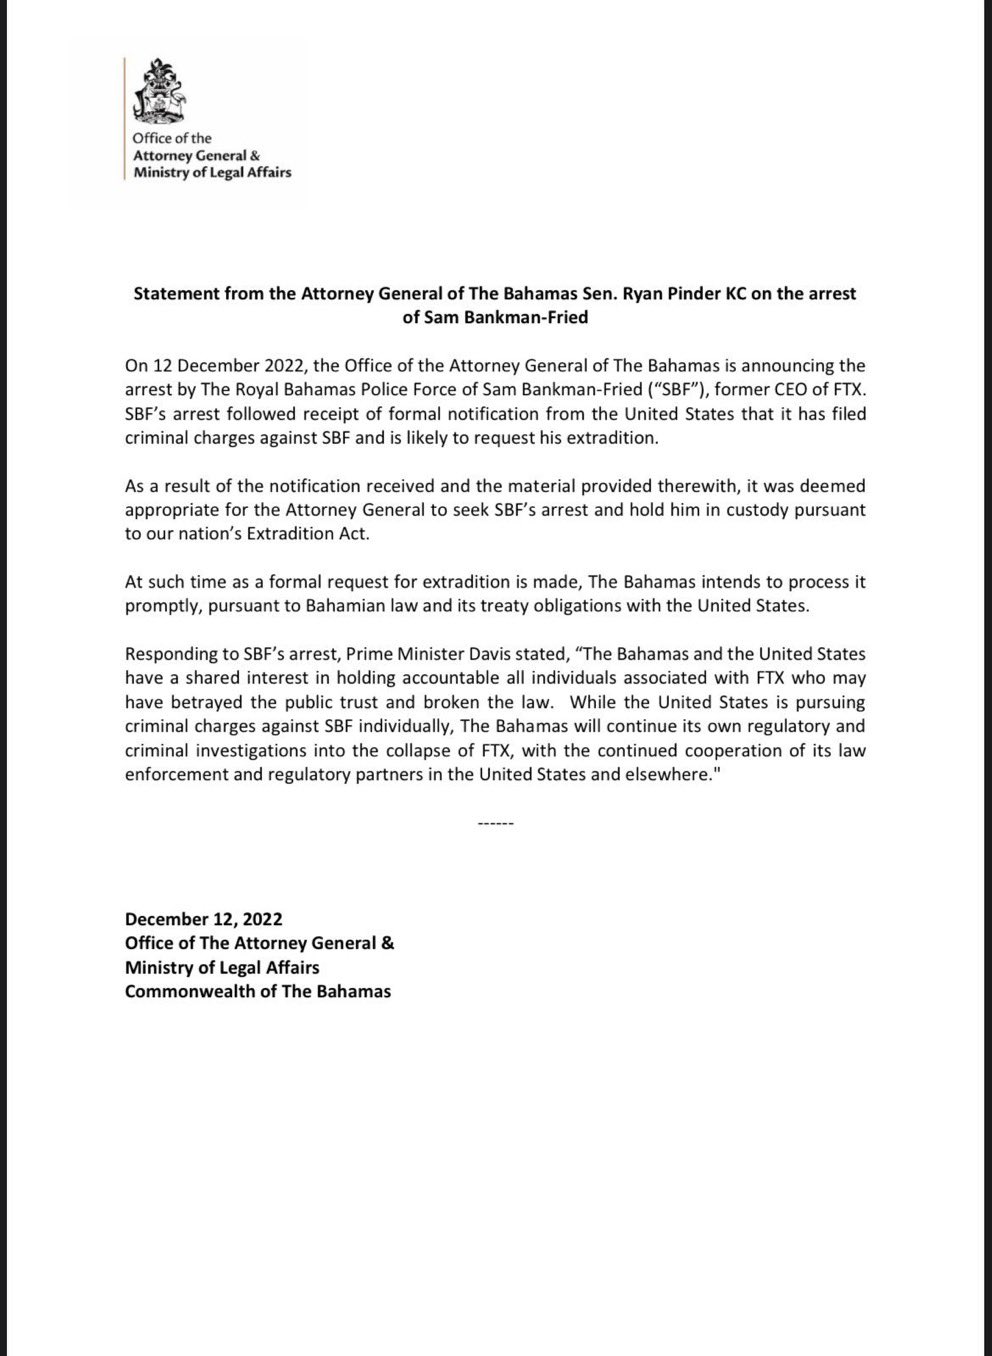 Office of the
Attorney General &
Ministry of Legal Affairs
Statement from the Attorney General of The Bahamas Sen. Ryan Pinder KC on the arrest
of Sam Bankman-Fried
On 12 December 2022, the Office of the Attorney General of The Bahamas is announcing the
arrest by The Royal Bahamas Police Force of Sam Bankman-Fried (“SBF”), former CEO of FTX.
SBF’s arrest followed receipt of formal notification from the United States that it has filed
criminal charges against SBF and is likely to request his extradition.
As a result of the notification received and the material provided therewith, it was deemed
appropriate for the Attorney General to seek SBF’s arrest and hold him in custody pursuant
to our nation’s Extradition Act.
At such time as a formal request for extradition is made, The Bahamas intends to process it
promptly, pursuant to Bahamian law and its treaty obligations with the United States.
Responding to SBF’s arrest, Prime Minister Davis stated, “The Bahamas and the United States
have a shared interest in holding accountable all individuals associated with FTX who may
have betrayed the public trust and broken the law.  While the United States is pursuing
criminal charges against SBF individually, The Bahamas will continue its own regulatory and
criminal investigations into the collapse of FTX, with the continued cooperation of its law
enforcement and regulatory partners in the United States and elsewhere."
------
December 12, 2022
Office of The Attorney General &
Ministry of Legal Affairs
Commonwealth of The Bahamas